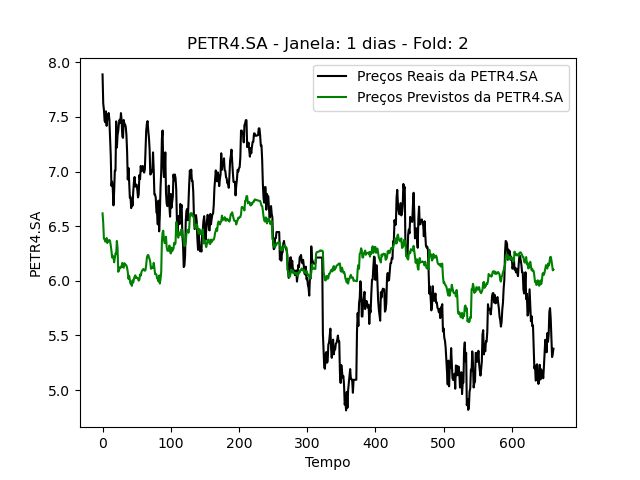 PETR4.SA - Janela: 1 dias - Fold: 2
Preços Reais da PETR4.SA
Preços Previstos da PETR4.SA
8.0
7.5
7.0
6.5
6.0
5.5
5.0
PETR4.SA
0 100 200 300 400 500 600
Tempo